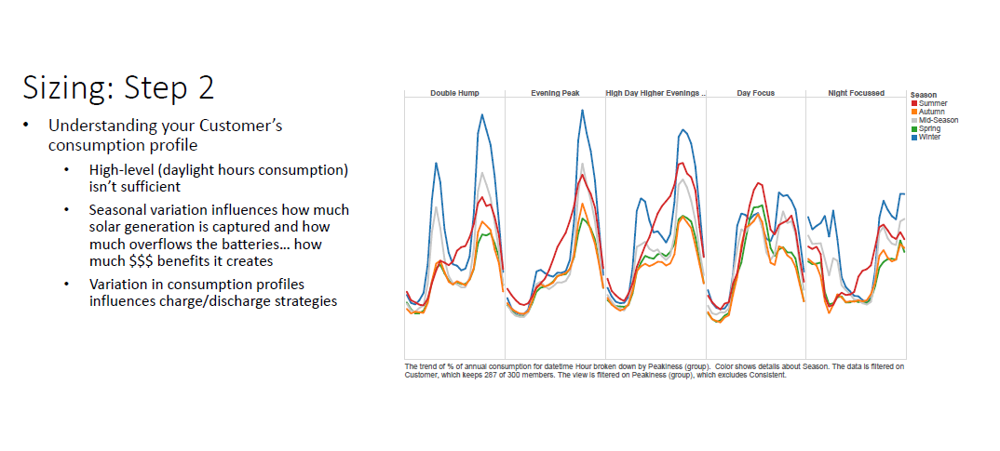 Sizing: Step 2
• Understanding your Customer’s
consumption profile
• High-level (daylight hours consumption)
isn’t sufficient
• Seasonal variation influences how much
solar generation is captured and how
much overflows the batteries… how
much $$$ benefits it creates
• Variation in consumption profiles
influences charge/discharge strategies
Double Hump
Evening Peak
High Day Higher Evenings ..
Day Focus
Night Focussed
Season
Summer
Autumn
Mid-Season
Spring
Winter
The trend of % of annual consumption for datetime Hour broken down by Peakiness (group).  Color shows details about Season. The data is filtered on
Customer, which keeps 287 of 300 members. The view is filtered on Peakiness (group), which excludes Consistent.